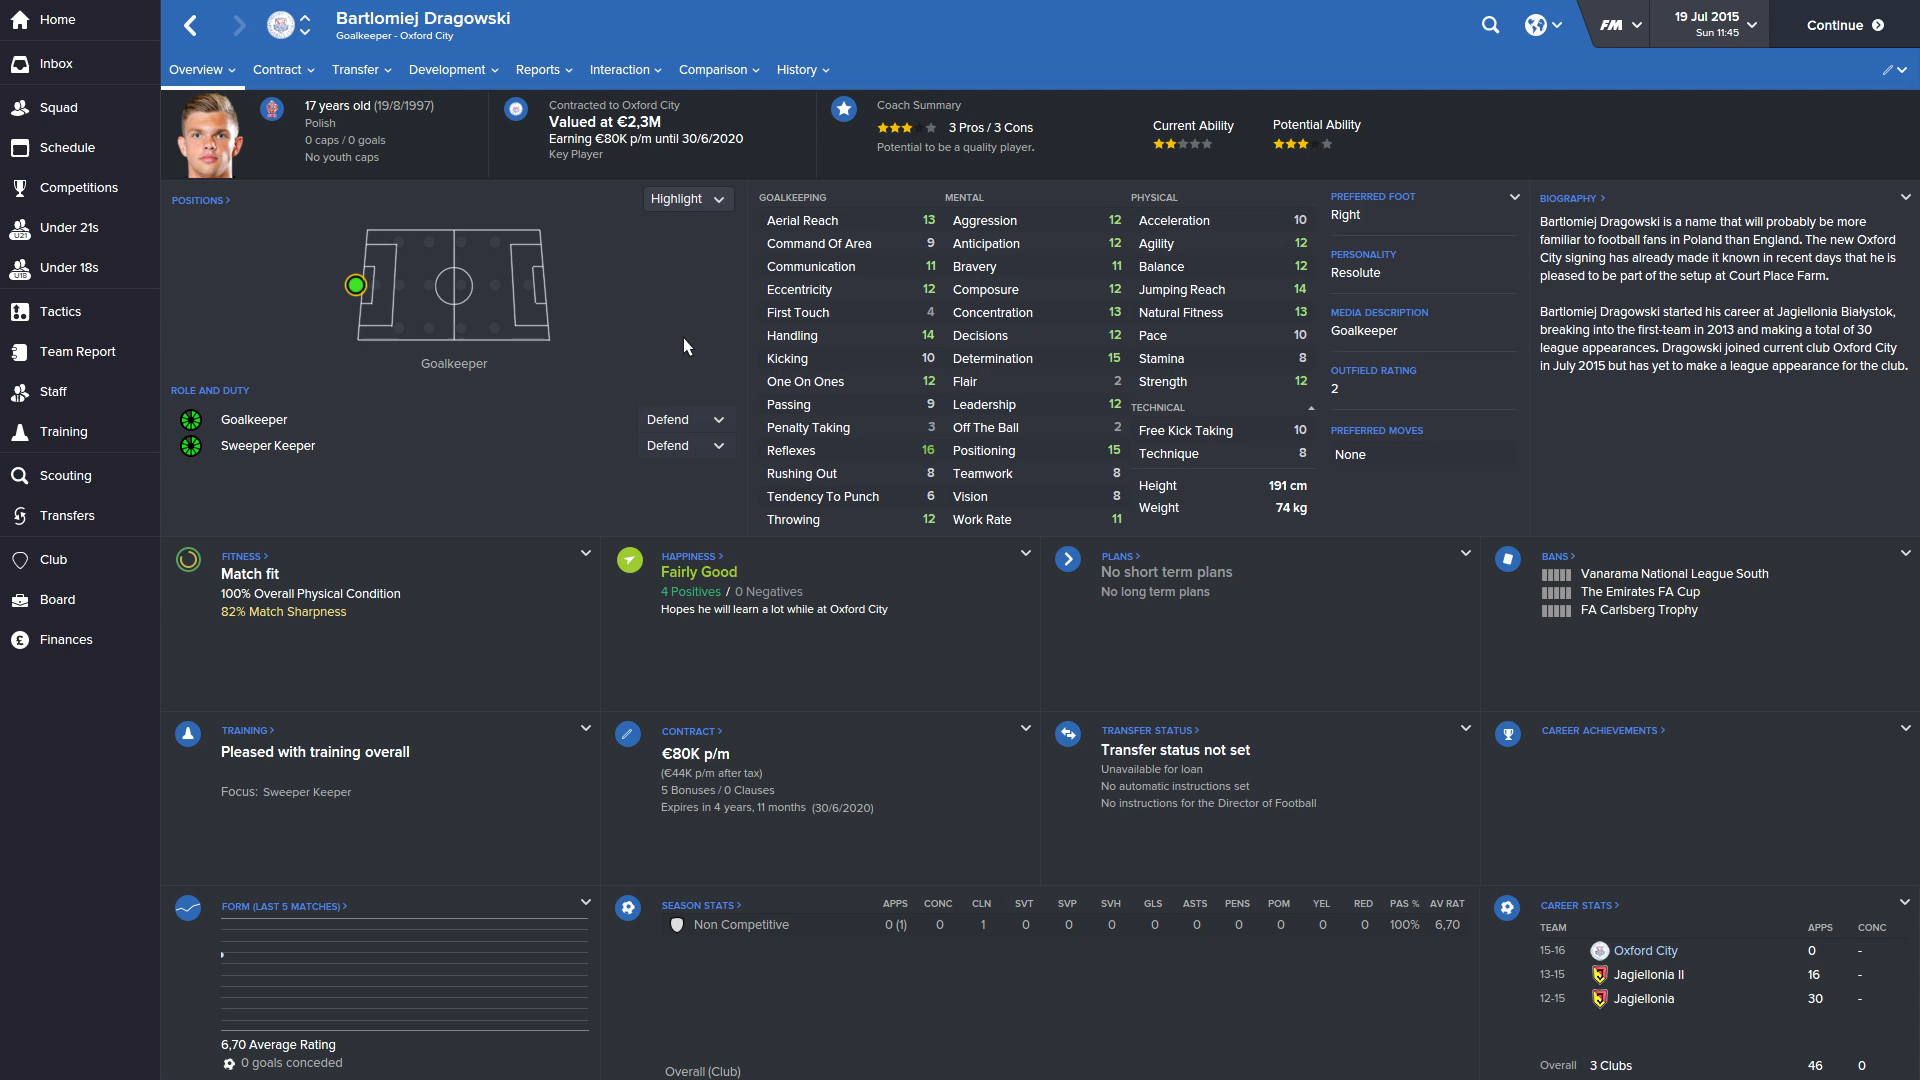 Home
Inbox
Squad
Schedule
Competitions
U21
Under 21s
U18
Under 18s
Tactics
Team Report
Staff
Training
Scouting
Transfers
Club
Board
Finances
Bartlomiej Dragowski
Goalkeeper - Oxford City
FM
19 Jul 2015
Sun 11:45
Continue
Overview Contract Transfer Development Reports Interaction Comparison History
17 years old (19/8/1997)
Polish
0 caps / 0 goals
No youth caps
Contracted to Oxford City
Valued at €2,3M
Earning €80K p/m until 30/6/2020
Key Player
Coach Summary
3 Pros / 3 Cons
Potential to be a quality player.
Current Ability
Potential Ability
POSITIONS >
Highlight
Goalkeeper
ROLE AND DUTY
Goalkeeper Defend
Sweeper Keeper Defend
GOALKEEPING
Aerial Reach 13
Command Of Area 9
Communication 11
Eccentricity 12
First Touch 4
Handling 14
Kicking 10
One On Ones 12
Passing 9
Penalty Taking 3
Reflexes 16
Rushing Out 8
Tendency To Punch 6
Throwing 12
MENTAL
Aggression 12
Anticipation 12
Bravery 11
Composure 12
Concentration 13
Decisions 12
Determination 15
Flair 2
Leadership 12
Off The Ball 2
Positioning 15
Teamwork 8
Vision 8
Work Rate 11
PHYSICAL
Acceleration 10
Agility 12
Balance 12
Jumping Reach 14
Natural Fitness 13
Pace 10
Stamina 8
Strength 12
TECHNICAL
Free Kick Taking 10
Technique 8
Height 191 cm
Weight 74 kg
PREFERRED FOOT
Right
PERSONALITY
Resolute
MEDIA DESCRIPTION
Goalkeeper
OUTFIELD RATING
2
PREFERRED MOVES
None
BIOGRAPHY >
Bartlomiej Dragowski is a name that will probably be more
familiar to football fans in Poland than England. The new Oxford
City signing has already made it known in recent days that he is
pleased to be part of the setup at Court Place Farm.
Bartlomiej Dragowski started his career at Jagiellonia Białystok,
breaking into the first-team in 2013 and making a total of 30
league appearances. Dragowski joined current club Oxford City
in July 2015 but has yet to make a league appearance for the club.
FITNESS >
Match fit
100% Overall Physical Condition
82% Match Sharpness
HAPPINESS >
Fairly Good
4 Positives / 0 Negatives
Hopes he will learn a lot while at Oxford City
PLANS >
No short term plans
No long term plans
BANS >
Vanarama National League South
The Emirates FA Cup
FA Carlsberg Trophy
TRAINING >
Pleased with training overall
Focus: Sweeper Keeper
CONTRACT >
€80K p/m
(€44K p/m after tax)
5 Bonuses / 0 Clauses
Expires in 4 years, 11 months (30/6/2020)
TRANSFER STATUS >
Transfer status not set
Unavailable for loan
No automatic instructions set
No instructions for the Director of Football
CAREER ACHIEVEMENTS >
FORM (LAST 5 MATCHES) >
6,70 Average Rating
0 goals conceded
SEASON STATS > APPS CONC CLN SVT SVP SVH GLS ASTS PENS POM YEL RED PAS % AV RAT
Non Competitive 0 (1) 0 1 0 0 0 0 0 0 0 0 0 100% 6,70
Overall (Club)
CAREER STATS >
TEAM APPS CONC
15-16 Oxford City 0 -
13-15 Jagiellonia II 16 -
12-15 Jagiellonia 30 -
Overall 3 Clubs 46 0